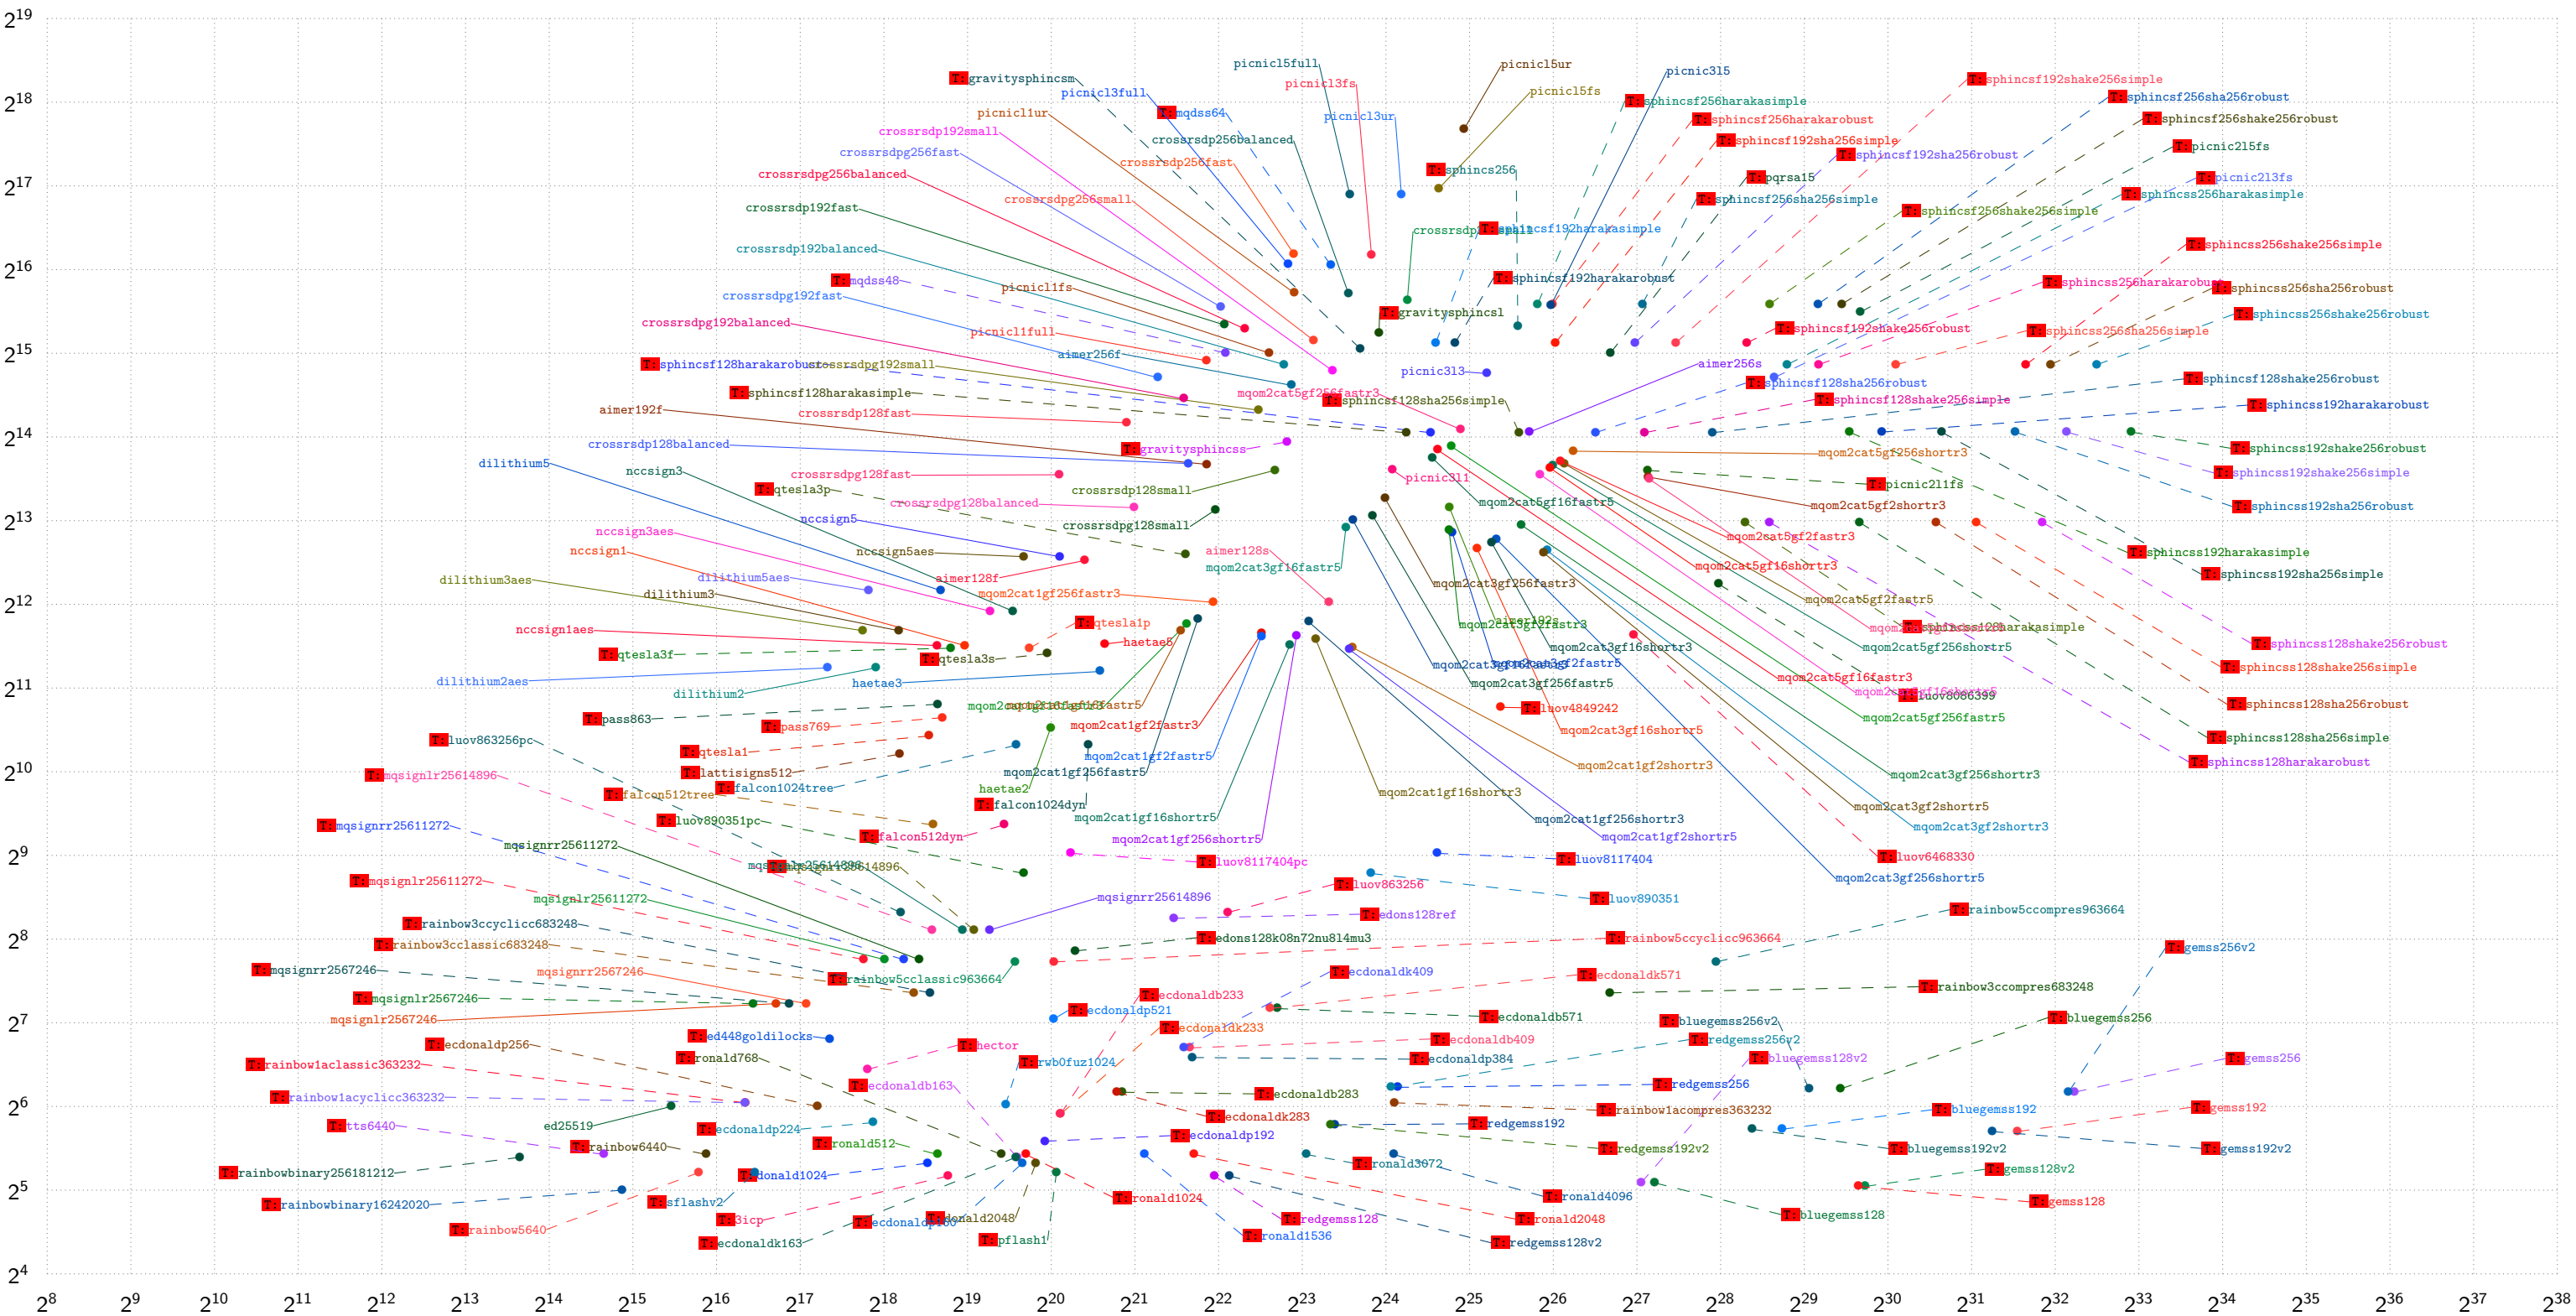 2^19
picnicl5full
picnicl5ur
picnic3l5
T: gravitysphincsm
picnicl3fs
T: sphincsf192shake256simple
2^18
picnicl3full
picnicl5fs
T: sphincsf256harakasimple
T: sphincsf256sha256robust
picnicl1ur
T: mqdss64
picnicl3ur
T: sphincsf256harakarobust
T: sphincsf256shake256robust
crossrsdp192small
crossrsdp256balanced
T: sphincsf192sha256simple
T: picnic2l5fs
crossrsdpg256fast
crossrsdp256fast
T: sphincsf192sha256robust
2^17
crossrsdpg256balanced
T: sphincs256
T: pqrsa15
T: picnic2l3fs
crossrsdpg256small
T: sphincsf256sha256simple
T: sphincss256harakasimple
crossrsdp192fast
T: sphincsf256shake256simple
crossrsdp192balanced
T: sphincsf192harakasimple
T: sphincss256shake256simple
2^16
T: mqdss48
picnicl1fs
T: sphincsf192harakarobust
T: sphincss256harakarobust
T: sphincss256sha256robust
crossrsdpg192fast
T: gravitysphincsl
T: sphincss256shake256robust
crossrsdpg192balanced
picnicl1full
T: sphincsf192shake256robust
T: sphincss256sha256simple
2^15
aimer256f
T: sphincsf128harakarobust
crossrsdpg192small
picnic3l3
aimer256s
T: sphincsf128sha256robust
T: sphincsf128shake256robust
T: sphincsf128harakasimple
mqom2cat5gf256fastr3
T: sphincsf128sha256simple
T: sphincsf128shake256simple
T: sphincss192harakarobust
aimer192f
crossrsdp128fast
2^14
crossrsdp128balanced
T: gravitysphincss
mqom2cat5gf256shortr3
T: sphincss192shake256robust
dilithium5
nccsign3
crossrsdpg128fast
picnic3l1
T: picnic2l1fs
T: sphincss192shake256simple
T: qtesla3p
crossrsdp128small
crossrsdpg128balanced
mqom2cat5gf16fastr5
mqom2cat5gf2shortr3
T: sphincss192sha256robust
2^13
nccsign5
crossrsdpg128small
nccsign3aes
mqom2cat5gf2fastr3
nccsign1
nccsign5aes
aimer128s
T: sphincss192harakasimple
mqom2cat3gf16fastr5
mqom2cat5gf16shortr3
dilithium3aes
dilithium5aes
aimer128f
mqom2cat3gf256fastr3
T: sphincss192sha256simple
2^12
dilithium3
mqom2cat1gf256fastr3
mqom2cat5gf2fastr5
nccsign1aes
T: qtesla1p
aimer192s
mqom2cat3gf2fastr3
T: sphincss128harakasimple
T: qtesla3f
T: qtesla3s
haetae5
mqom2cat3gf16shortr3
mqom2cat5gf256shortr5
T: sphincss128shake256robust
mqom2cat3gf2fastr5
T: sphincss128shake256simple
2^11
dilithium2aes
dilithium2
haetae3
mqom2cat3gf256fastr5
mqom2cat5gf16fastr3
mqom2cat5gf16shortr5
T: luov8086399
T: pass863
T: pass769
mqom2cat1gf16fastr5
T: luov4849242
T: sphincss128sha256robust
mqom2cat1gf2fastr3
mqom2cat3gf16shortr5
mqom2cat5gf256fastr5
T: luov863256pc
T: qtesla1
mqom2cat1gf2fastr5
mqom2cat1gf2shortr3
T: sphincss128sha256simple
2^10
T: mqsignlr25614896
T: lattisigns512
mqom2cat1gf256fastr5
mqom2cat3gf256shortr3
T: sphincss128harakarobust
T: falcon512tree
T: falcon1024tree
haetae2
mqom2cat1gf16shortr3
T: falcon1024dyn
mqom2cat3gf2shortr5
T: mqsignrr25611272
T: luov890351pc
mqom2cat1gf16shortr5
mqom2cat1gf256shortr3
mqom2cat3gf2shortr3
mqsignrr25611272
T: falcon512dyn
mqom2cat1gf256shortr5
mqom2cat1gf2shortr5
2^9
mqsignlr25614896
T: mqsignrr25614896
T: luov8117404pc
T: luov8117404
T: luov6468330
T: mqsignlr25611272
T: luov863256
mqom2cat3gf256shortr5
mqsignlr25611272
mqsignrr25614896
T: luov890351
T: rainbow3ccyclicc683248
T: edons128ref
T: rainbow5ccompres963664
2^8
T: rainbow3cclassic683248
T: edons128k08n72nu8l4mu3
T: rainbow5ccyclicc963664
T: gemss256v2
T: mqsignrr2567246
mqsignrr2567246
T: rainbow5cclassic963664
T: ecdonaldk409
T: ecdonaldk571
T: mqsignlr2567246
T: ecdonaldb233
T: rainbow3ccompres683248
2^7
mqsignlr2567246
T: ecdonaldp521
T: ecdonaldb571
T: bluegemss256v2
T: bluegemss256
T: ecdonaldp256
T: ed448goldilocks
T: hector
T: ecdonaldk233
T: ecdonaldb409
T: redgemss256v2
T: rainbow1aclassic363232
T: ronald768
T: rwb0fuz1024
T: ecdonaldp384
T: bluegemss128v2
T: gemss256
T: rainbow1acyclicc363232
T: ecdonaldb163
T: ecdonaldb283
T: redgemss256
2^6
T: tts6440
ed25519
T: ecdonaldp224
T: ecdonaldk283
T: redgemss192
T: rainbow1acompres363232
T: bluegemss192
T: gemss192
T: rainbow6440
T: ronald512
T: ecdonaldp192
T: redgemss192v2
T: bluegemss192v2
T: gemss192v2
T: rainbowbinary256181212
T: donald1024
T: ronald3072
T: gemss128v2
2^5
T: rainbowbinary16242020
T: sflashv2
T: ronald1024
T: ronald4096
T: gemss128
T: rainbow5640
T: 3icp
T: ecdonaldp160
T: donald2048
T: redgemss128
T: ronald2048
T: bluegemss128
T: ecdonaldk163
T: pflash1
T: ronald1536
T: redgemss128v2
2^4
2^8 2^9 2^10 2^11 2^12 2^13 2^14 2^15 2^16 2^17 2^18 2^19 2^20 2^21 2^22 2^23 2^24 2^25 2^26 2^27 2^28 2^29 2^30 2^31 2^32 2^33 2^34 2^35 2^36 2^37 2^38